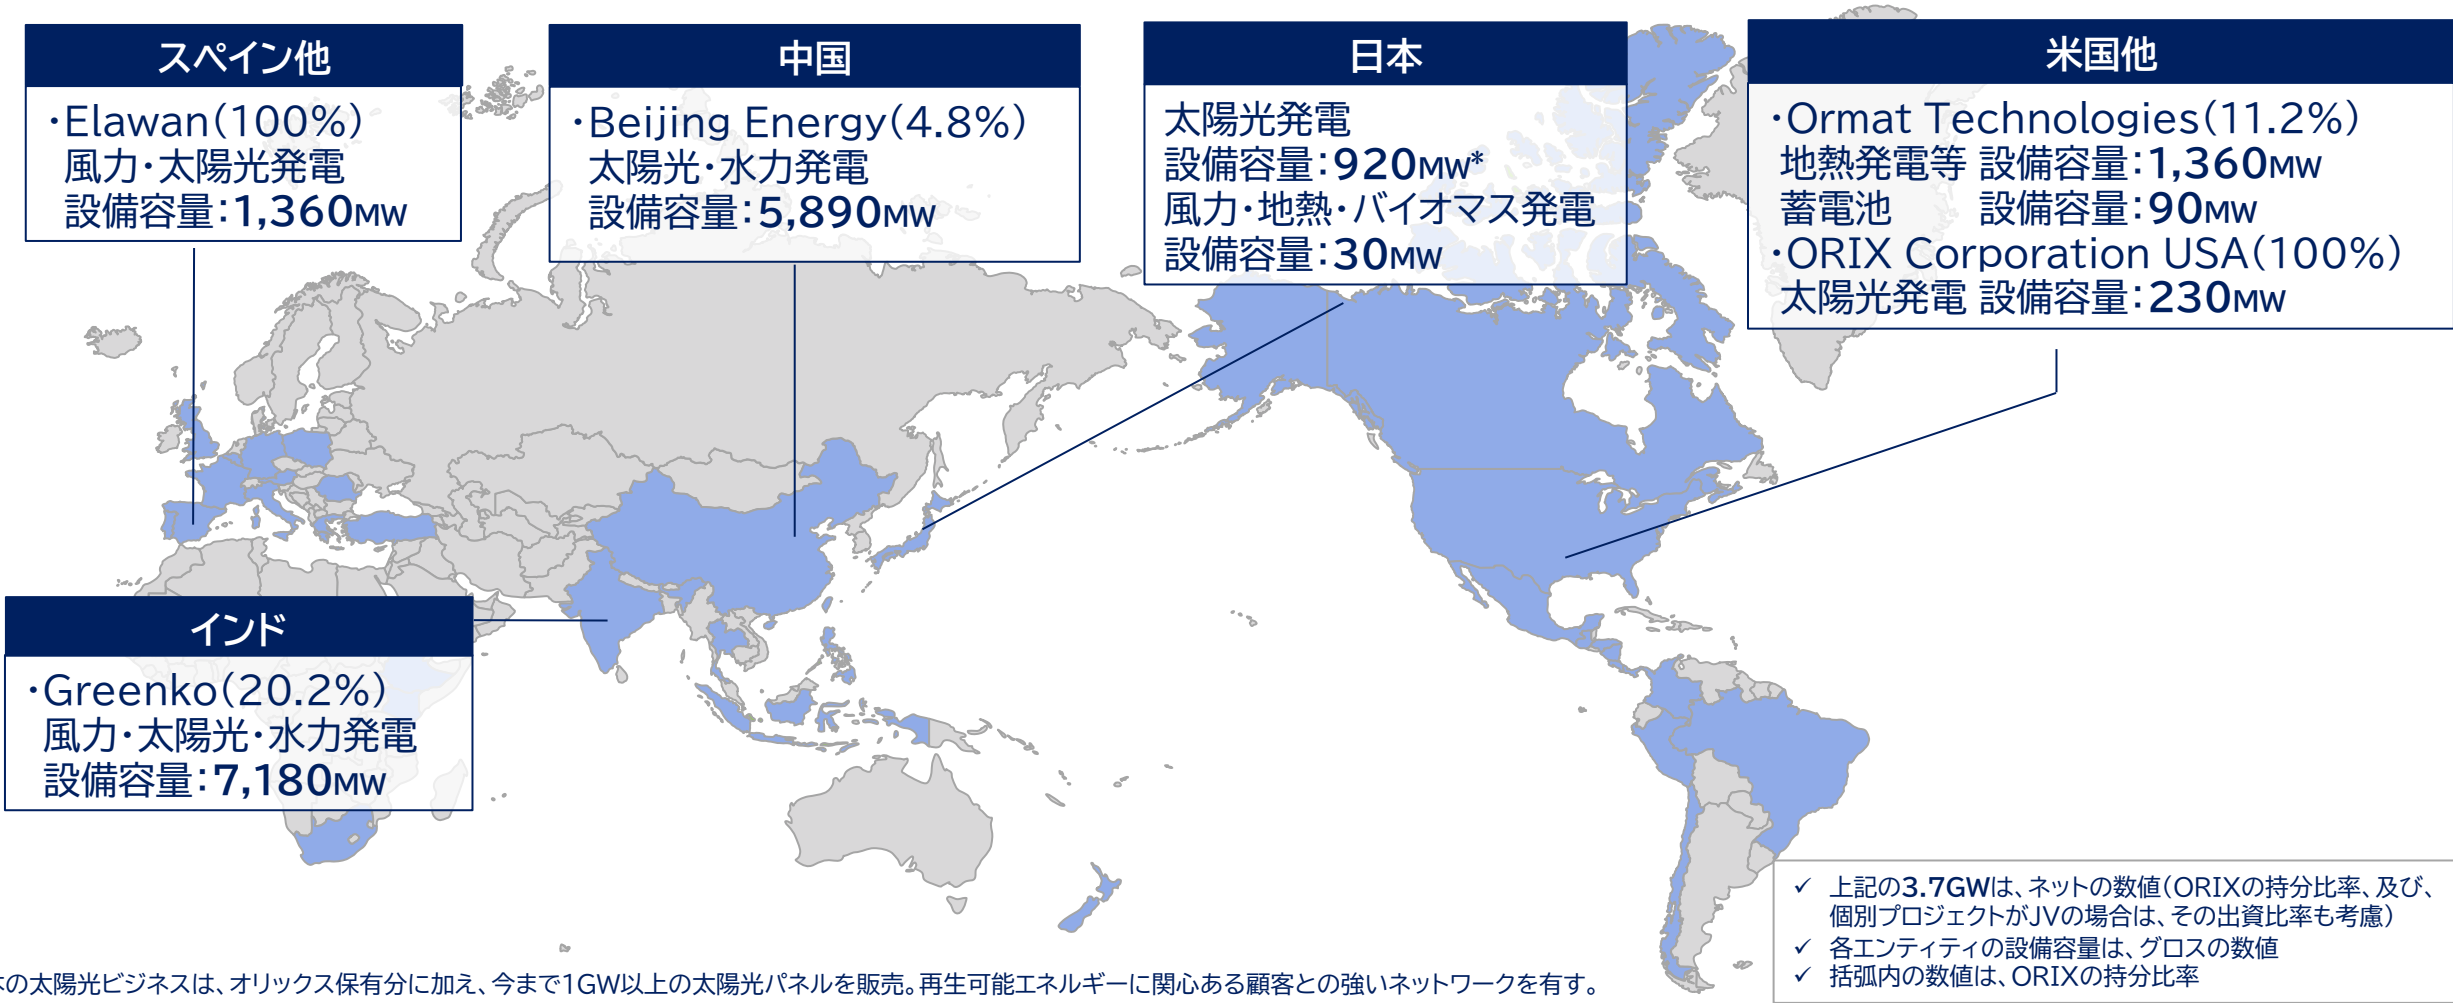 スペイン他
・Elawan(100%)
風力・太陽光発電
設備容量：1,360MW
中国
・Beijing Energy(4.8%)
太陽光・水力発電
設備容量：5,890MW
日本
太陽光発電
設備容量：920MW*
風力・地熱・バイオマス発電
設備容量：30MW
米国他
・Ormat Technologies(11.2%)
地熱発電等 設備容量：1,360MW
蓄電池 設備容量：90MW
・ORIX Corporation USA(100%)
太陽光発電 設備容量：230MW
インド
・Greenko(20.2%)
風力・太陽光・水力発電
設備容量：7,180MW
✓ 上記の3.7GWは、ネットの数値(ORIXの持分比率、及び、
個別プロジェクトがJVの場合は、その出資比率も考慮)
✓ 各エンティティの設備容量は、グロスの数値
✓ 括弧内の数値は、ORIXの持分比率
の太陽光ビジネスは、オリックス保有分に加え、今まで1GW以上の太陽光パネルを販売。再生可能エネルギーに関心ある顧客との強いネットワークを有す。